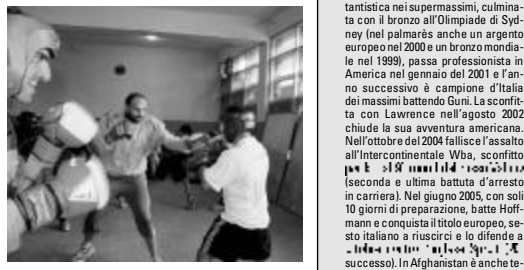 tantistica nei supermassimi, culmina-
ta con il bronzo all'Olimpiade di Syd-
ney (nel palmarès anche un argento
europeo nel 2000 e un bronzo mondia-
le nel 1999), passa professionista in
America nel gennaio del 2001 e l'an-
no successivo è campione d'Italia
dei massimi battendo Guni. La sconfit-
ta con Lawrence nell'agosto 2002
chiude la sua avventura americana.
Nell'ottobre del 2004 fallisce l'assalto
all'Intercontinentale Wba, sconfitto
(seconda e ultima battuta d'arresto
in carriera). Nel giugno 2005, con soli
10 giorni di preparazione, batte Hoff-
mann e conquista il titolo europeo, se-
sto italiano a riuscirci e lo difende a
successo). In Afghanistan è anche te-